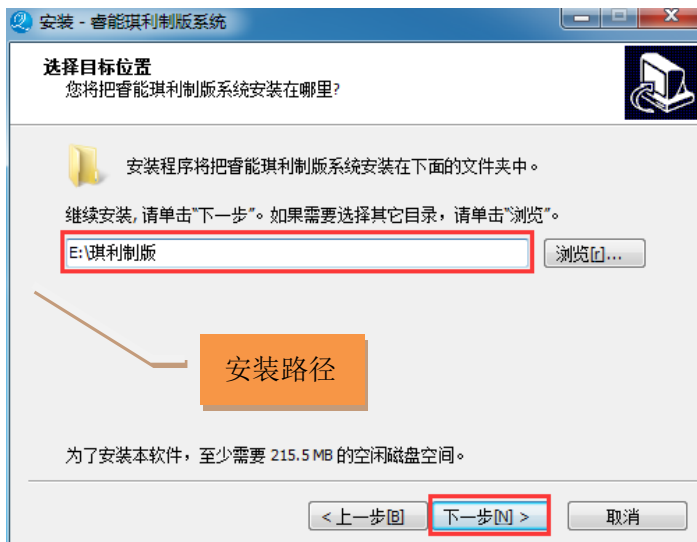 安装 - 睿能琪利制版系统
选择目标位置
您将把睿能琪利制版系统安装在哪里?
安装程序将把睿能琪利制版系统安装在下面的文件夹中。
继续安装,请单击"下一步"。如果需要选择其它目录，请单击"浏览"。
E:\琪利制版
浏览[r]...
安装路径
为了安装本软件，至少需要 215.5 MB 的空闲磁盘空间。
< 上一步[B]
下一步[N] >
取消